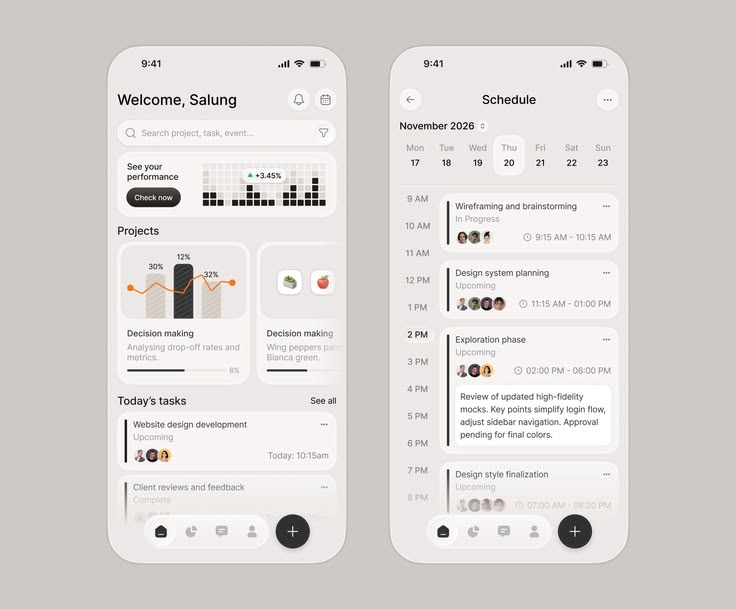 9:41
Welcome, Salung
Search project, task, event...
See your
performance
Check now
+3.45%
Projects
30%
12%
32%
Decision making
Analysing drop-off rates and
metrics.
8%
Decision making
Wing peppers
Bianca green.
Today's tasks
See all
Website design development
Upcoming
Today: 10:15am
Client reviews and feedback
Complete
9:41
Schedule
November 2026
Mon Tue Wed Thu Fri Sat Sun
17 18 19 20 21 22 23
9 AM
10 AM
11 AM
12 PM
1 PM
2 PM
3 PM
4 PM
5 PM
6 PM
7 PM
8 PM
Wireframing and brainstorming
In Progress
9:15 AM - 10:15 AM
Design system planning
Upcoming
11:15 AM - 01:00 PM
Exploration phase
Upcoming
02:00 PM - 06:00 PM
Review of updated high-fidelity
mocks. Key points simplify login flow,
adjust sidebar navigation. Approval
pending for final colors.
Design style finalization
Upcoming
07:00 AM - 08:20 PM